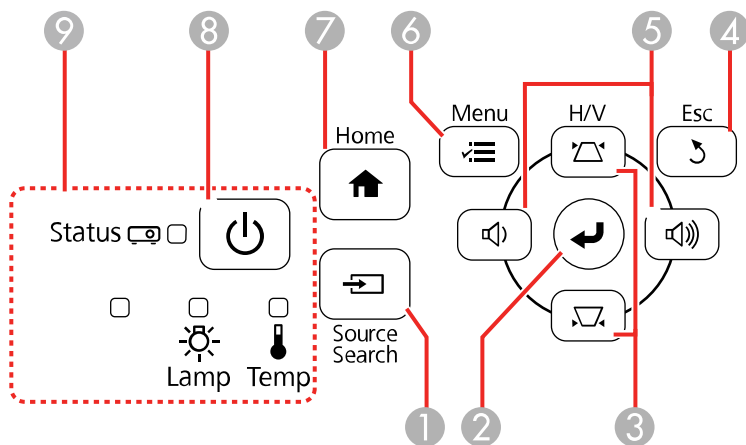 9 8 7 6 5 4
Menu H/V Esc
Home
Status
Source
Search
Lamp Temp
1 2 3